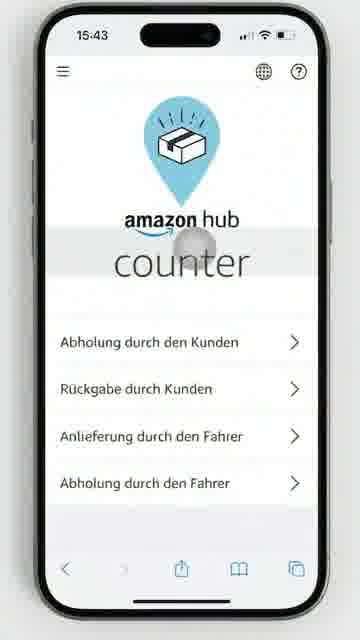 15:43
amazon hub
counter
Abholung durch den Kunden
Rückgabe durch Kunden
Anlieferung durch den Fahrer
Abholung durch den Fahrer